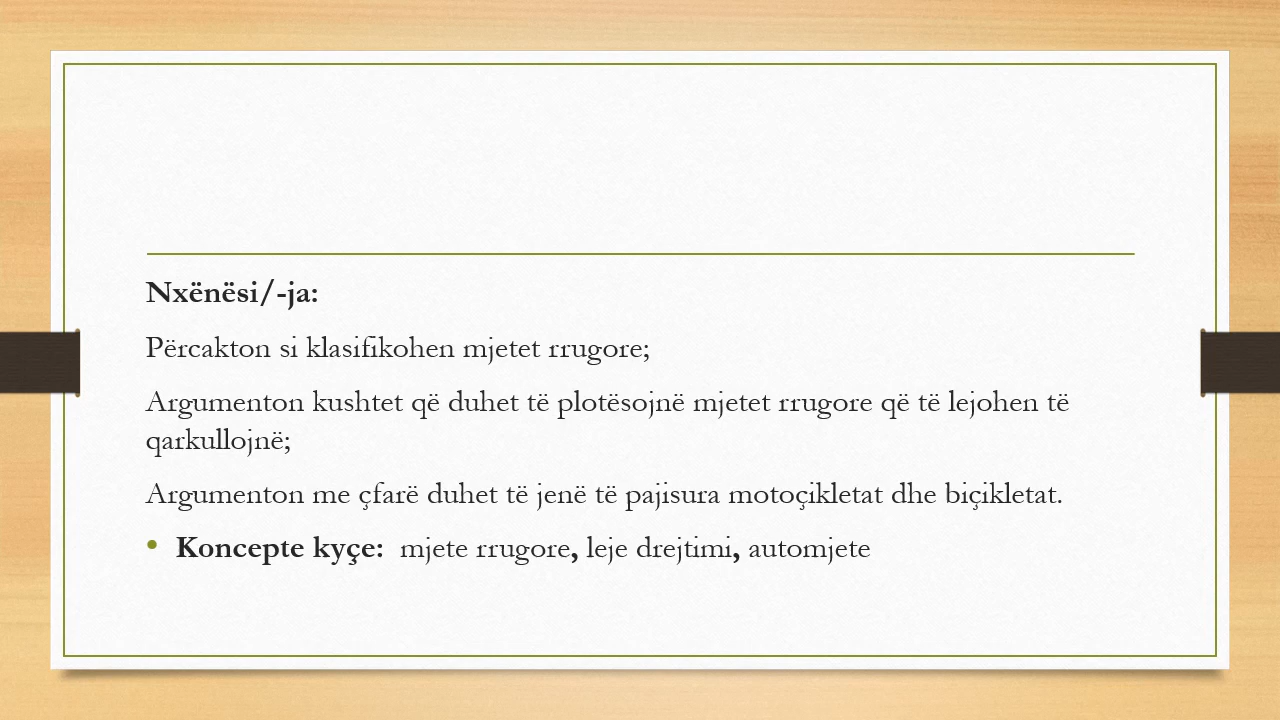 Nxënësi/-ja:
Përcakton si klasifikohen mjetet rrugore;
Argumenton kushtet që duhet të plotësojnë mjetet rrugore që të lejohen të
qarkullojnë;
Argumenton me çfarë duhet të jenë të pajisura motoçikletat dhe biçikletat.
• Koncepte kyçe:  mjete rrugore, leje drejtimi, automjete